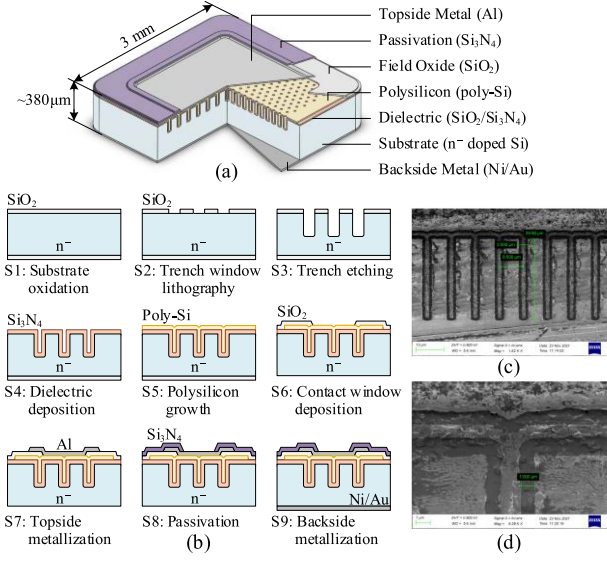 Topside Metal (Al)
Passivation (Si₃N₄)
Field Oxide (SiO₂)
Polysilicon (poly-Si)
Dielectric (SiO₂/Si₃N₄)
Substrate (n⁻ doped Si)
Backside Metal (Ni/Au)
3 mm
~380μm
(a)
SiO₂
n⁻
S1: Substrate
oxidation
SiO₂
n⁻
S2: Trench window
lithography
n⁻
S3: Trench etching
Si₃N₄
n⁻
S4: Dielectric
deposition
Poly-Si
n⁻
S5: Polysilicon
growth
SiO₂
n⁻
S6: Contact window
deposition
Al
n⁻
S7: Topside
metallization
Si₃N₄
n⁻
S8: Passivation
n⁻
Ni/Au
S9: Backside
metallization
(b)
(c)
(d)